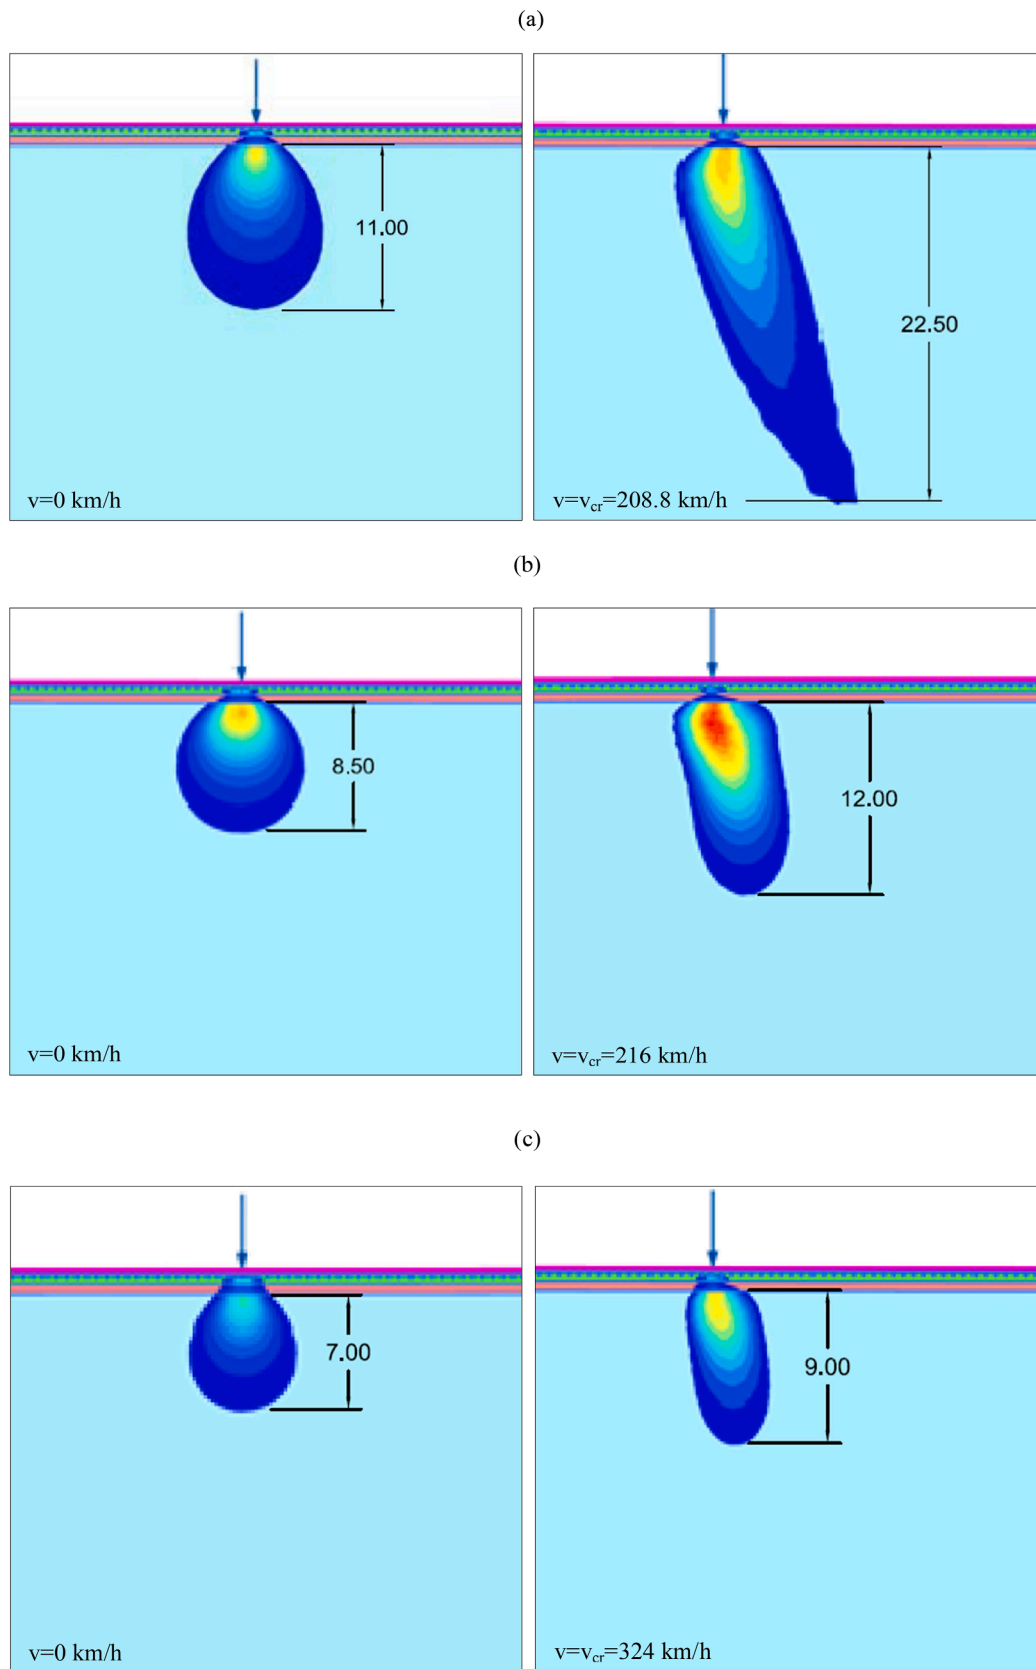 (a)
11.00
v=0 km/h
22.50
v=vcr=208.8 km/h
(b)
8.50
v=0 km/h
12.00
v=vcr=216 km/h
(c)
7.00
v=0 km/h
9.00
v=vcr=324 km/h